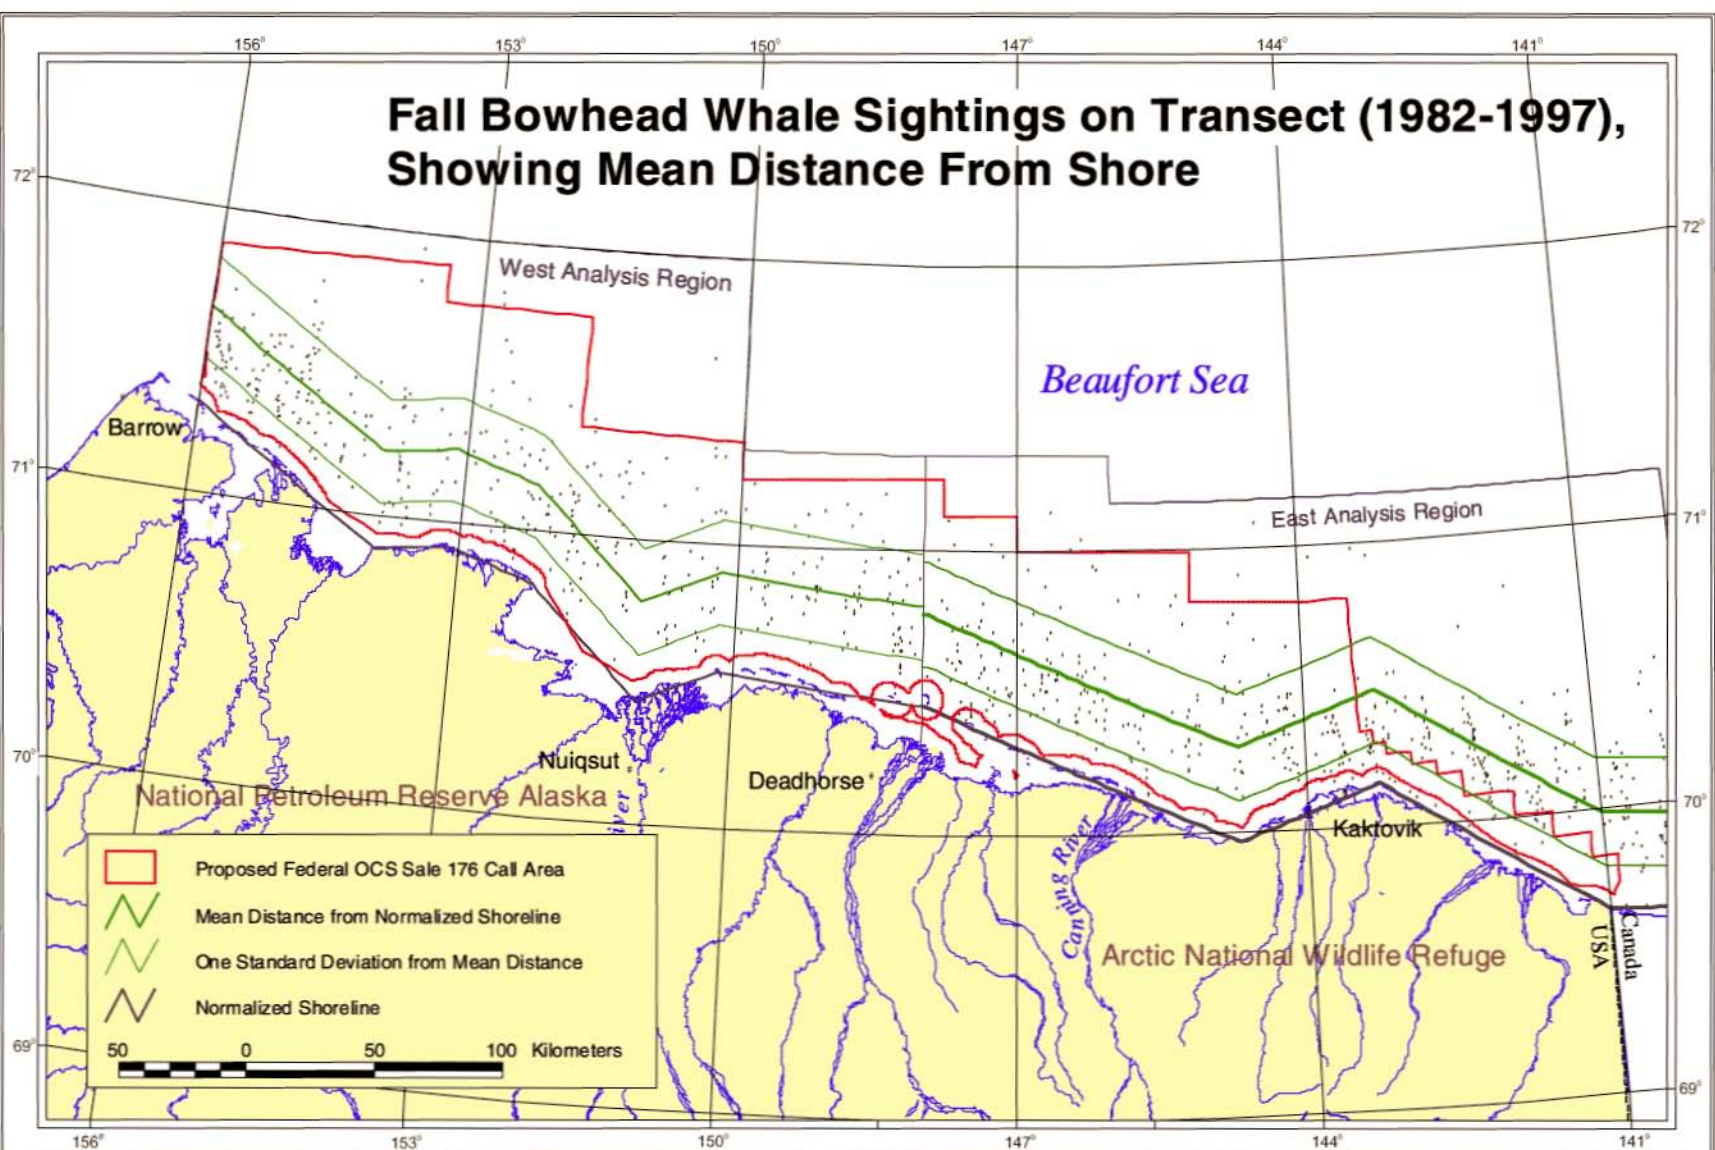 156° 153° 150° 147° 144° 141°
Fall Bowhead Whale Sightings on Transect (1982-1997),
Showing Mean Distance From Shore
72°
72°
West Analysis Region
Beaufort Sea
Barrow
71°
71°
East Analysis Region
Nuiqsut
70°
Deadhorse
70°
National Petroleum Reserve Alaska
iver
Kaktovik
Canning River
Proposed Federal OCS Sale 176 Call Area
Mean Distance from Normalized Shoreline
Arctic National Wildlife Refuge
USA
Canada
One Standard Deviation from Mean Distance
Normalized Shoreline
50 0 50 100 Kilometers
69°
69°
156° 153° 150° 147° 144° 141°